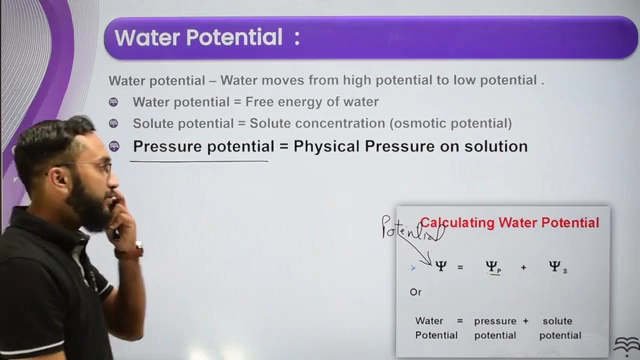 Water Potential :
Water potential – Water moves from high potential to low potential .
Water potential = Free energy of water
Solute potential = Solute concentration (osmotic potential)
Pressure potential = Physical Pressure on solution
Calculating Water Potential
Potential
Ψ = ΨP + ΨS
Or
Water = pressure + solute
Potential potential potential